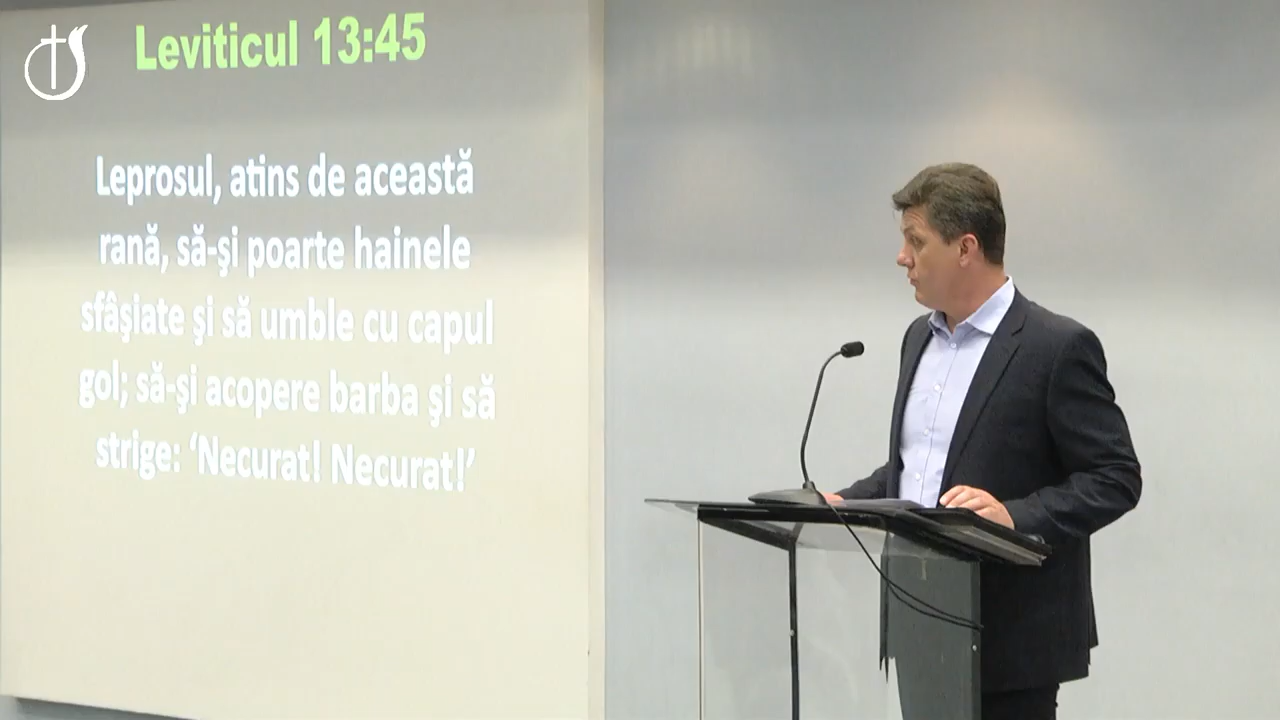 Leviticul 13:45
Leprosul, atins de această
rană, să-şi poarte hainele
sfâşiate şi să umble cu capul
gol; să-şi acopere barba şi să
strige: ‘Necurat! Necurat!’